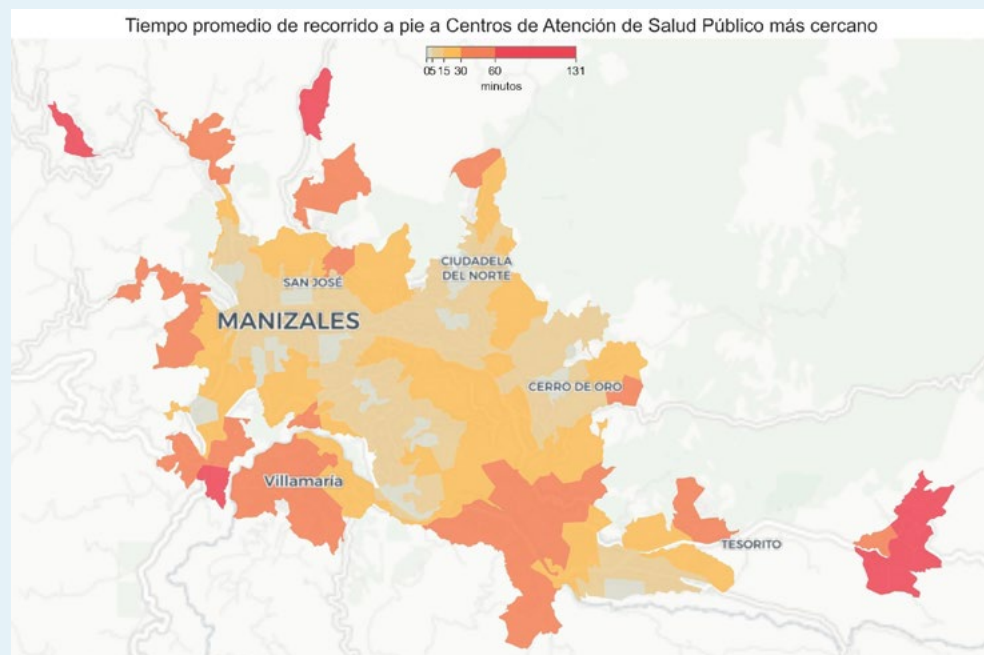 Tiempo promedio de recorrido a pie a Centros de Atención de Salud Público más cercano
0 5 15 30 60 131
minutos
CIUDADELA
DEL NORTE
SAN JOSÉ
MANIZALES
CERRO DE ORO
Villamaría
TESORITO